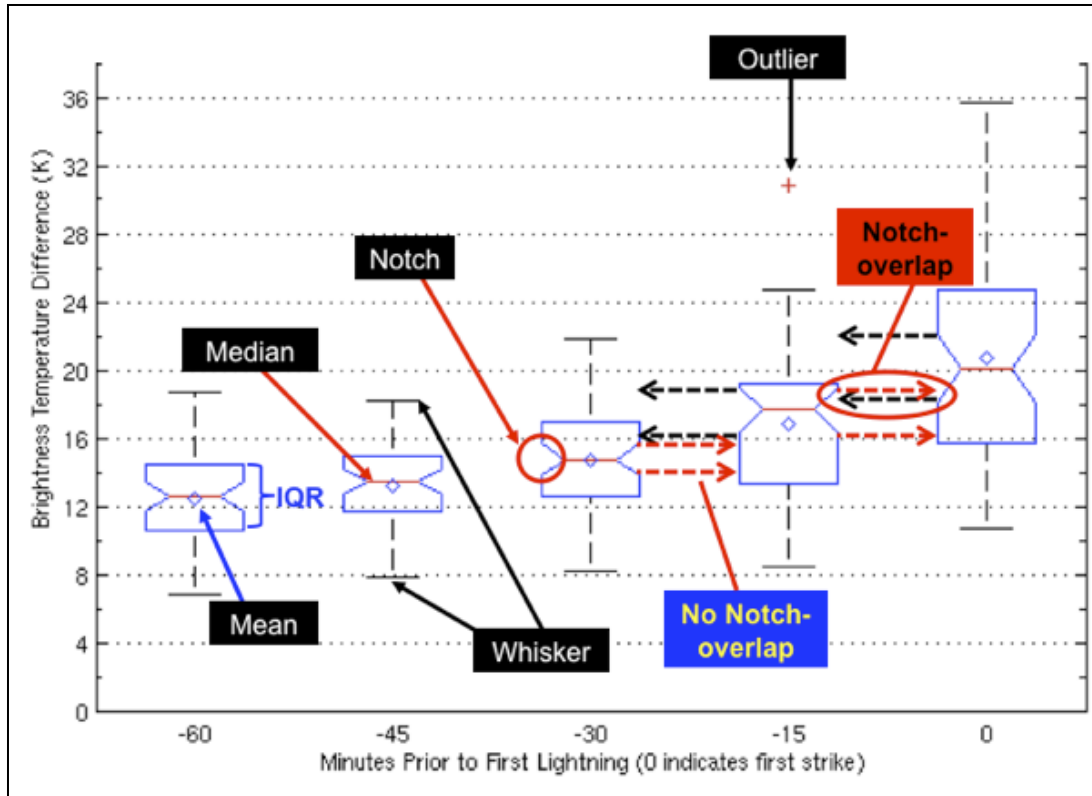 Outlier
36
32
28
24
20
16
12
8
4
0
Brightness Temperature Difference (K)
Notch
Notch-
overlap
Median
IQR
Mean
Whisker
No Notch-
overlap
-60
-45
-30
-15
0
Minutes Prior to First Lightning (0 indicates first strike)